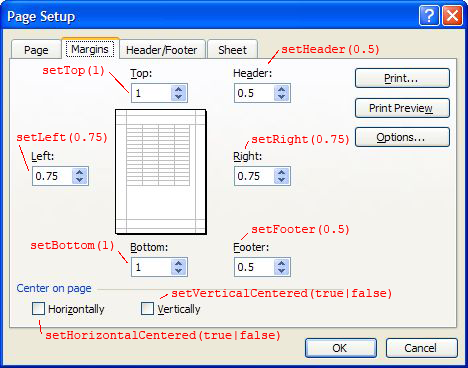 Page Setup
Page Margins Header/Footer Sheet
setHeader(0.5)
setTop(1) Top: Header: Print...
1 0.5
Print Preview
setLeft(0.75) setRight(0.75) Options...
Left: Right:
0.75 0.75
setFooter(0.5)
setBottom(1) Bottom: Footer:
1 0.5
Center on page
setVerticalCentered(true|false)
Horizontally Vertically
setHorizontalCentered(true|false)
OK Cancel